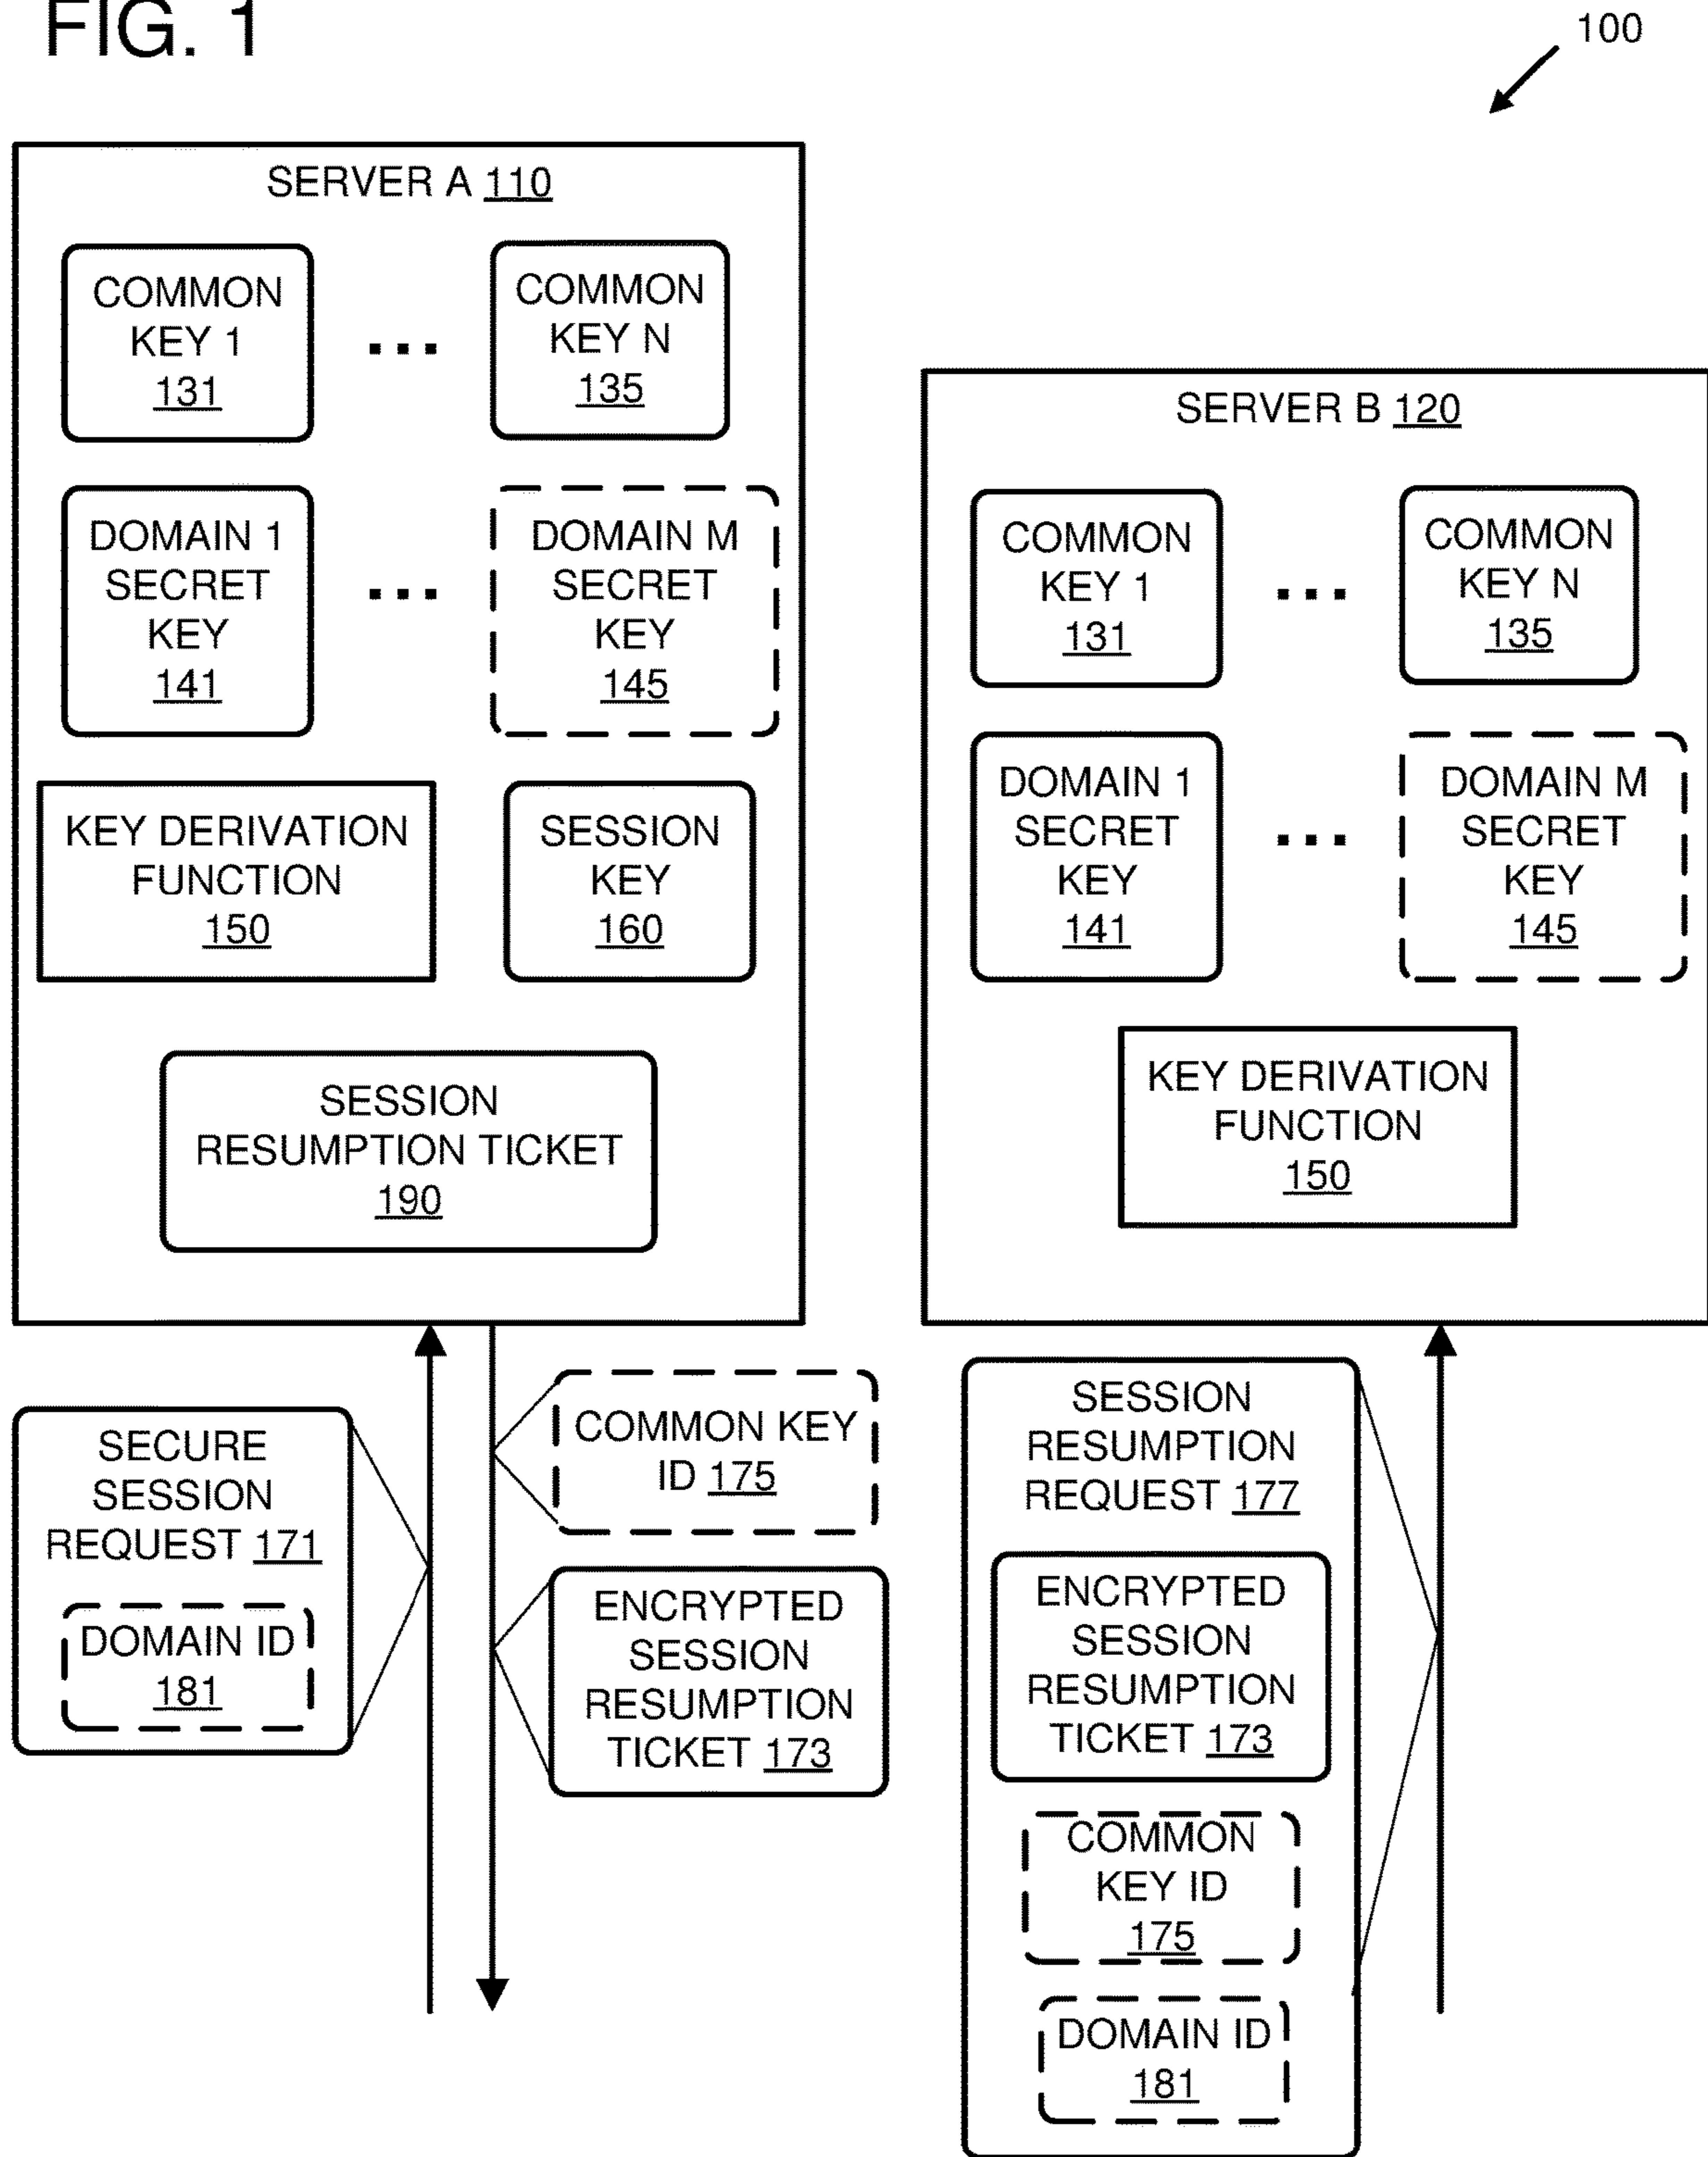 FIG. 1
100
SERVER A 110
COMMON
KEY 1
131
...
COMMON
KEY N
135
DOMAIN 1
SECRET
KEY
141
...
DOMAIN M
SECRET
KEY
145
KEY DERIVATION
FUNCTION
150
SESSION
KEY
160
SESSION
RESUMPTION TICKET
190
SERVER B 120
COMMON
KEY 1
131
...
COMMON
KEY N
135
DOMAIN 1
SECRET
KEY
141
...
DOMAIN M
SECRET
KEY
145
KEY DERIVATION
FUNCTION
150
SECURE
SESSION
REQUEST 171
DOMAIN ID
181
COMMON KEY
ID 175
ENCRYPTED
SESSION
RESUMPTION
TICKET 173
SESSION
RESUMPTION
REQUEST 177
ENCRYPTED
SESSION
RESUMPTION
TICKET 173
COMMON
KEY ID
175
DOMAIN ID
181